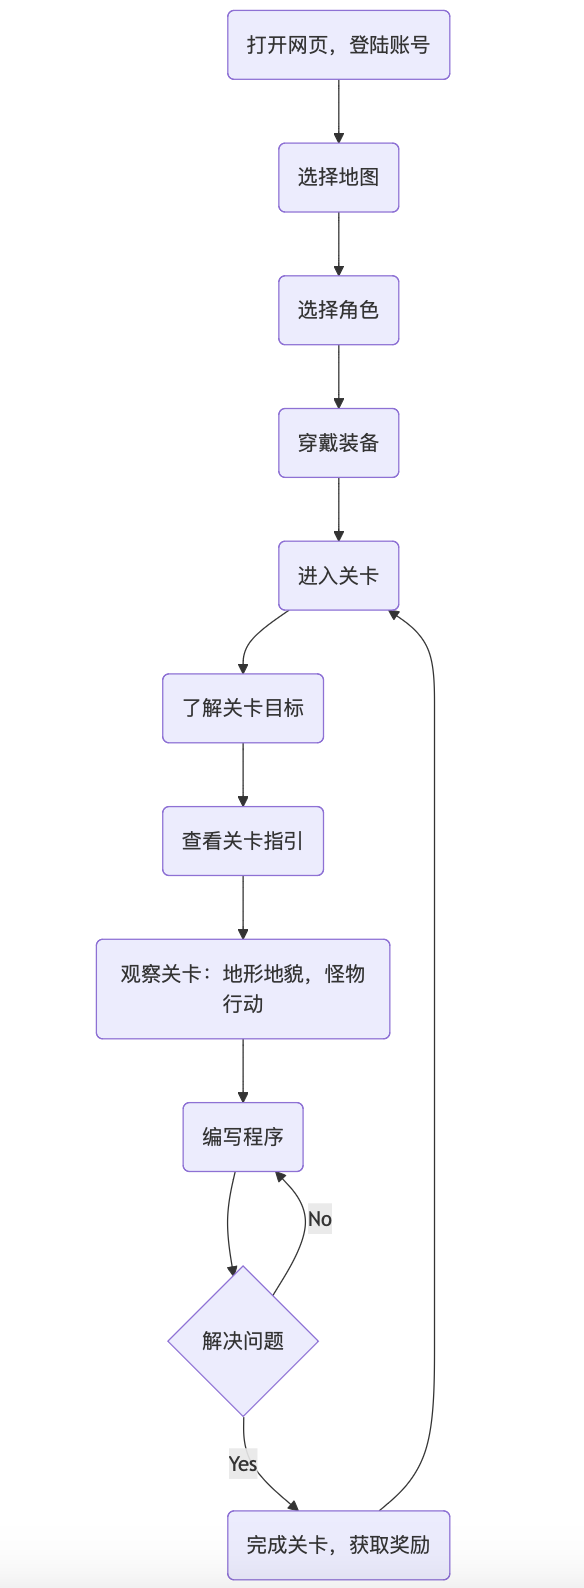 打开网页，登陆账号
选择地图
选择角色
穿戴装备
进入关卡
了解关卡目标
查看关卡指引
观察关卡：地形地貌，怪物
行动
编写程序
No
解决问题
Yes
完成关卡，获取奖励